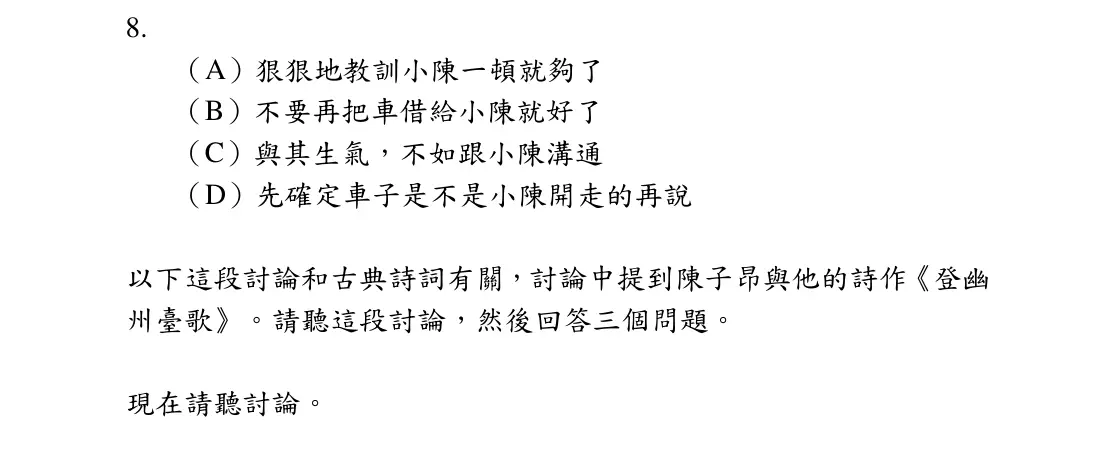 8.
（A）狠狠地教訓小陳一頓就夠了
（B）不要再把車借給小陳就好了
（C）與其生氣，不如跟小陳溝通
（D）先確定車子是不是小陳開走的再說
以下這段討論和古典詩詞有關，討論中提到陳子昂與他的詩作《登幽
州臺歌》。請聽這段討論，然後回答三個問題。
現在請聽討論。